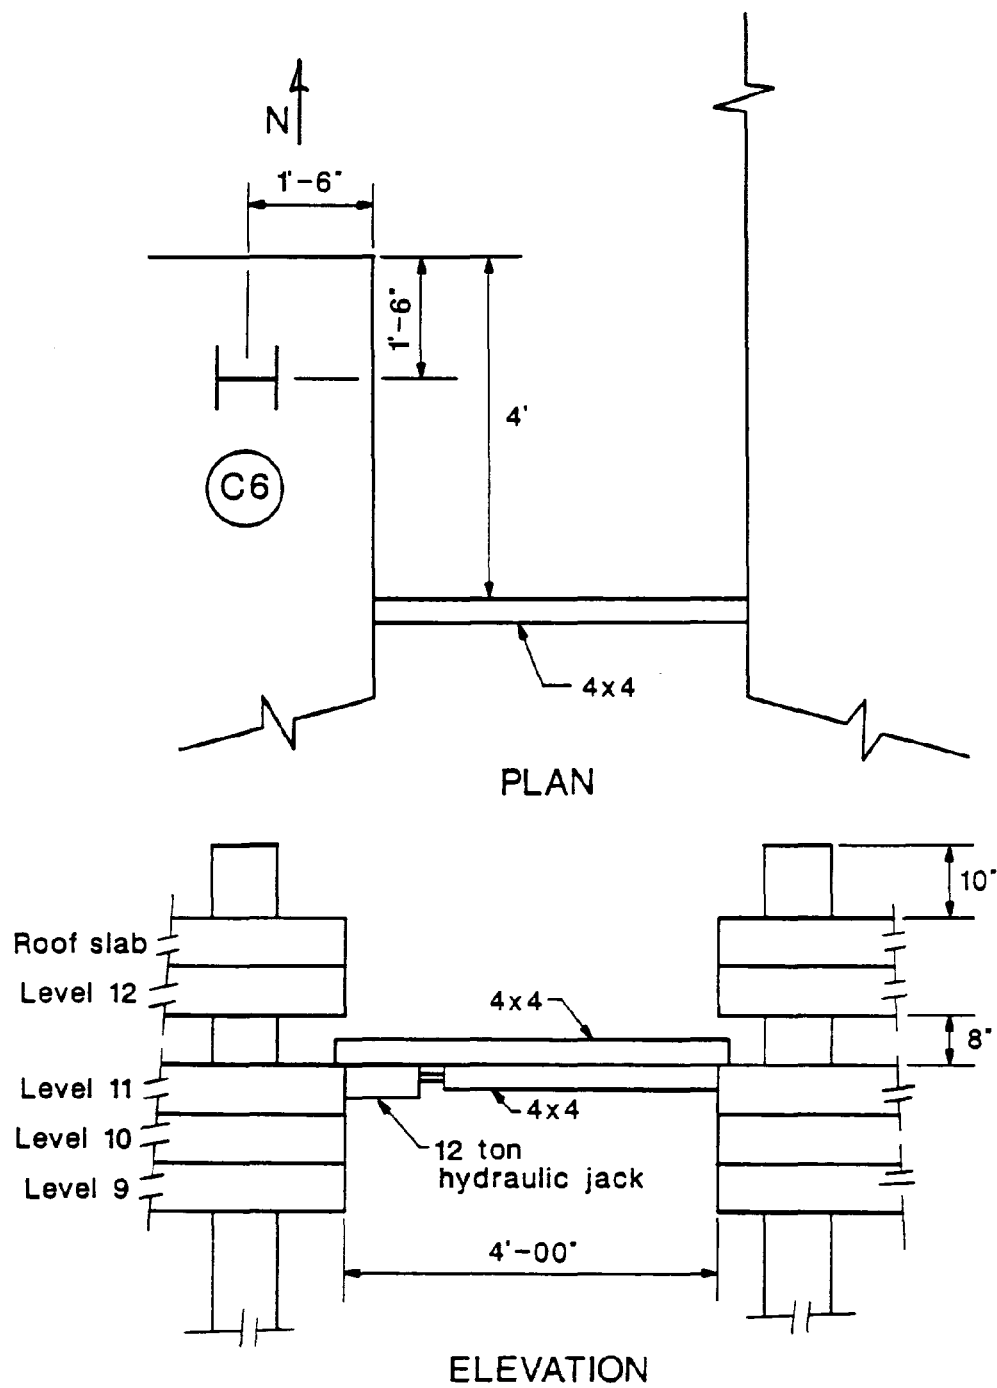 N
1'-6"
1'-6"
4'
C6
4x4
PLAN
10"
Roof slab
Level 12
4x4
8"
Level 11
4x4
Level 10
12 ton
hydraulic jack
Level 9
4'-00"
ELEVATION